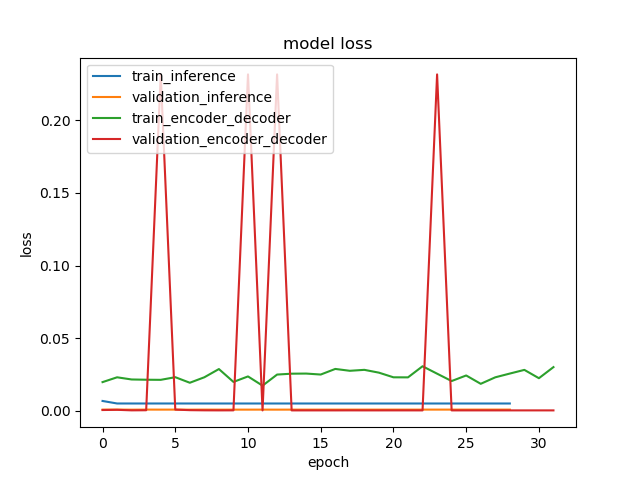 model loss
train_inference
validation_inference
train_encoder_decoder
validation_encoder_decoder
loss
0.20
0.15
0.10
0.05
0.00
0 5 10 15 20 25 30
epoch